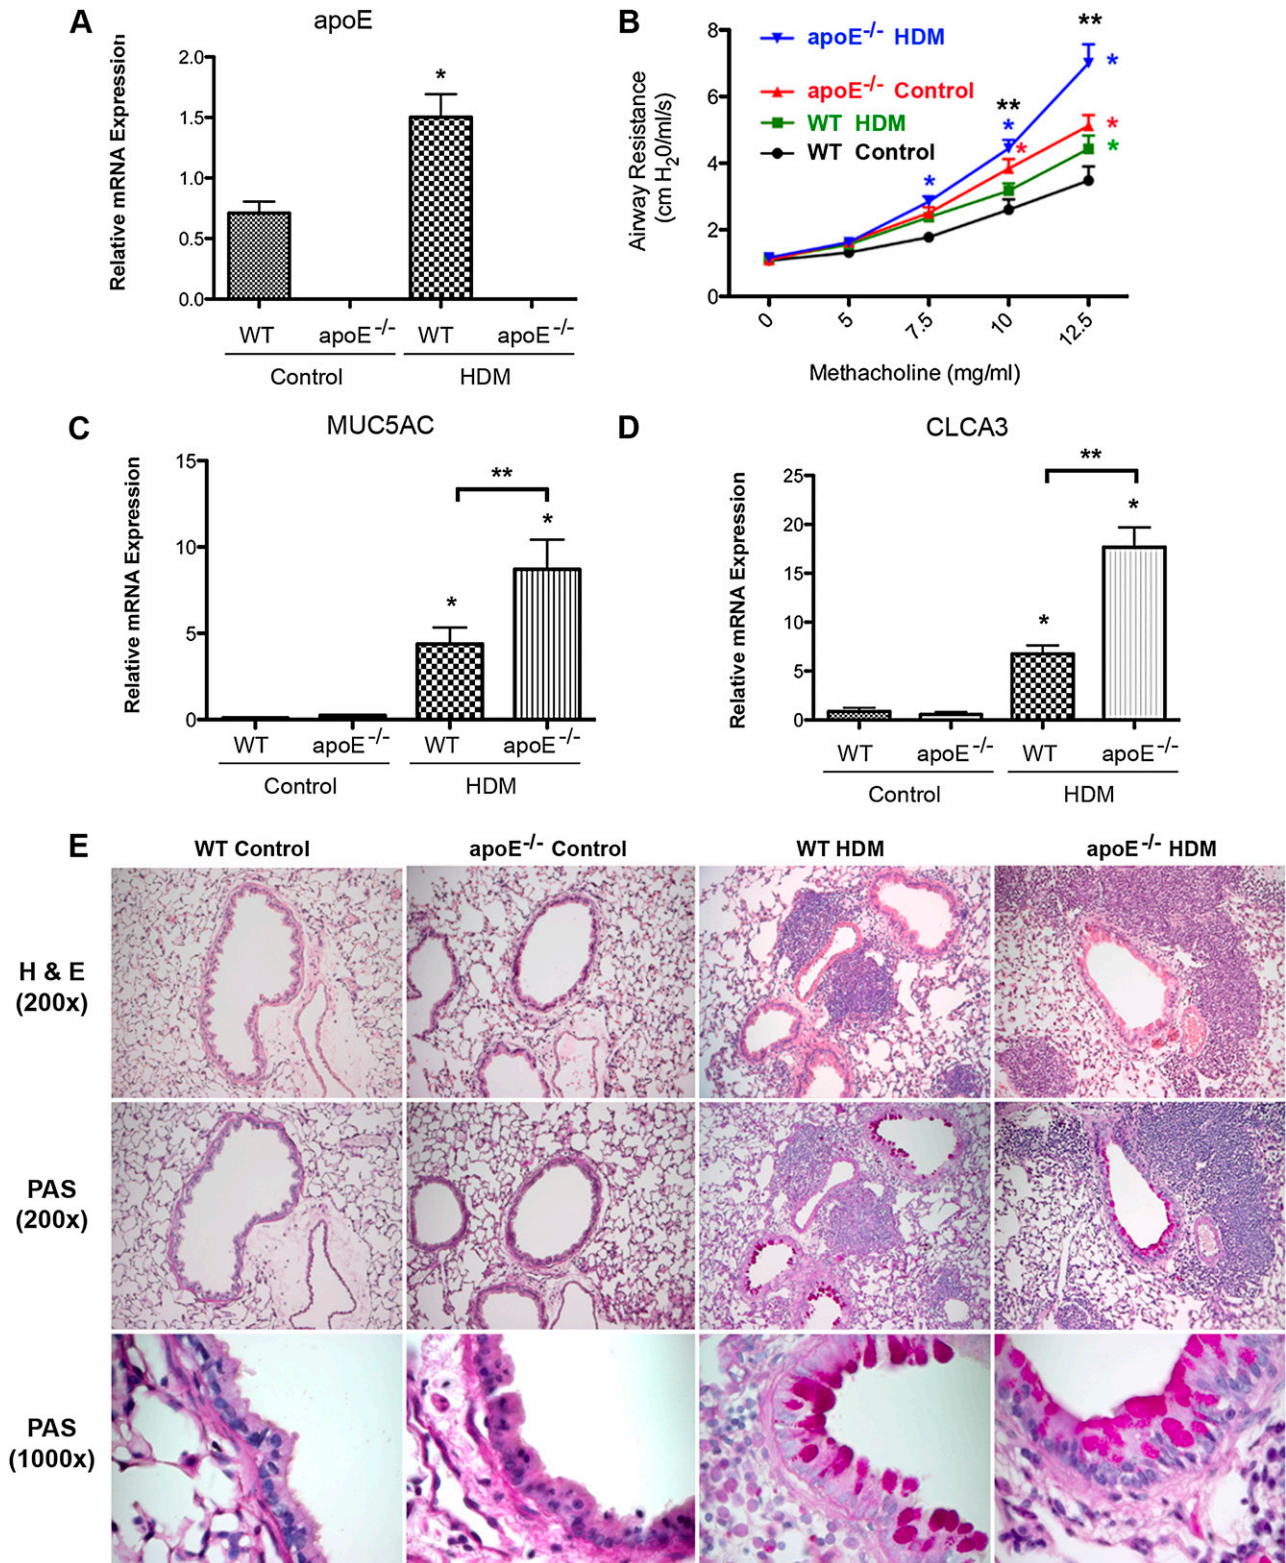 A
apoE
Relative mRNA Expression
2.0
1.5
1.0
0.5
0.0
*
WT
apoE-/-
WT
apoE-/-
Control
HDM
B
Airway Resistance
(cm H20/ml/s)
8
6
4
2
0
apoE-/- HDM
apoE-/- Control
WT HDM
WT Control
**
*
**
*
*
*
*
*
0
5
7.5
10
12.5
Methacholine (mg/ml)
C
MUC5AC
Relative mRNA Expression
15
10
5
0
**
*
*
WT
apoE-/-
WT
apoE-/-
Control
HDM
D
CLCA3
Relative mRNA Expression
25
20
15
10
5
0
**
*
*
WT
apoE-/-
WT
apoE-/-
Control
HDM
E
WT Control
apoE-/- Control
WT HDM
apoE-/- HDM
H & E
(200x)
PAS
(200x)
PAS
(1000x)